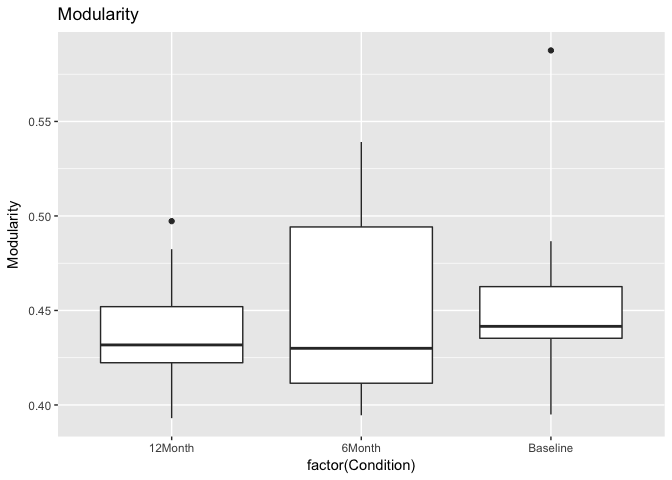 Modularity
Modularity
0.55
0.50
0.45
0.40
12Month 6Month Baseline
factor(Condition)